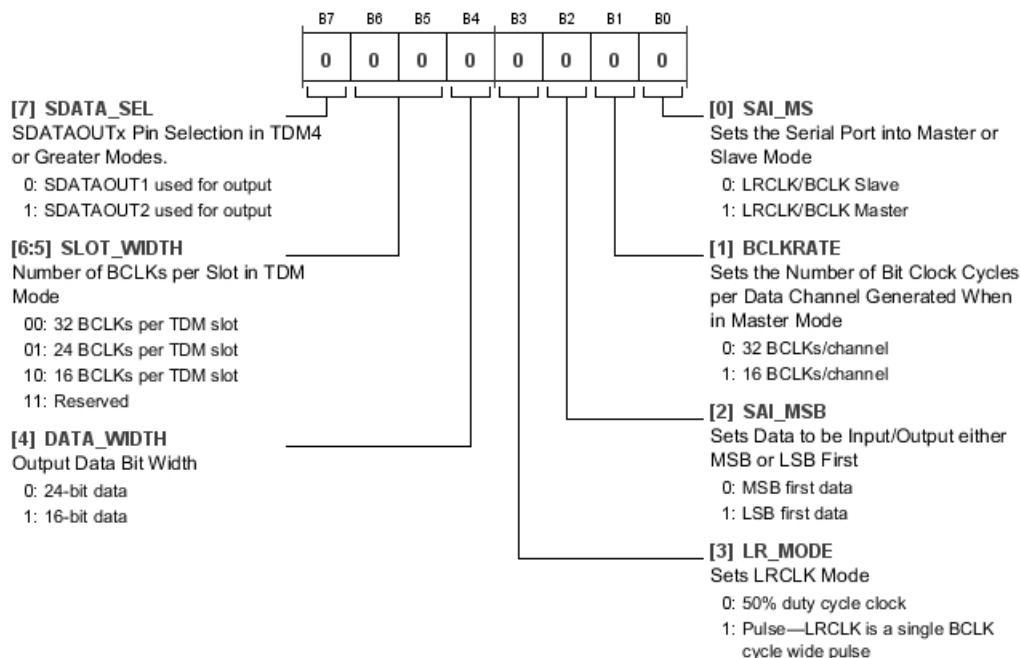 B7 B6 B5 B4 B3 B2 B1 B0
0 0 0 0 0 0 0 0
[7] SDATA_SEL
SDATAOUTx Pin Selection in TDM4
or Greater Modes.
0: SDATAOUT1 used for output
1: SDATAOUT2 used for output
[6:5] SLOT_WIDTH
Number of BCLKs per Slot in TDM
Mode
00: 32 BCLKs per TDM slot
01: 24 BCLKs per TDM slot
10: 16 BCLKs per TDM slot
11: Reserved
[4] DATA_WIDTH
Output Data Bit Width
0: 24-bit data
1: 16-bit data
[0] SAI_MS
Sets the Serial Port into Master or
Slave Mode
0: LRCLK/BCLK Slave
1: LRCLK/BCLK Master
[1] BCLKRATE
Sets the Number of Bit Clock Cycles
per Data Channel Generated When
in Master Mode
0: 32 BCLKs/channel
1: 16 BCLKs/channel
[2] SAI_MSB
Sets Data to be Input/Output either
MSB or LSB First
0: MSB first data
1: LSB first data
[3] LR_MODE
Sets LRCLK Mode
0: 50% duty cycle clock
1: Pulse—LRCLK is a single BCLK
cycle wide pulse